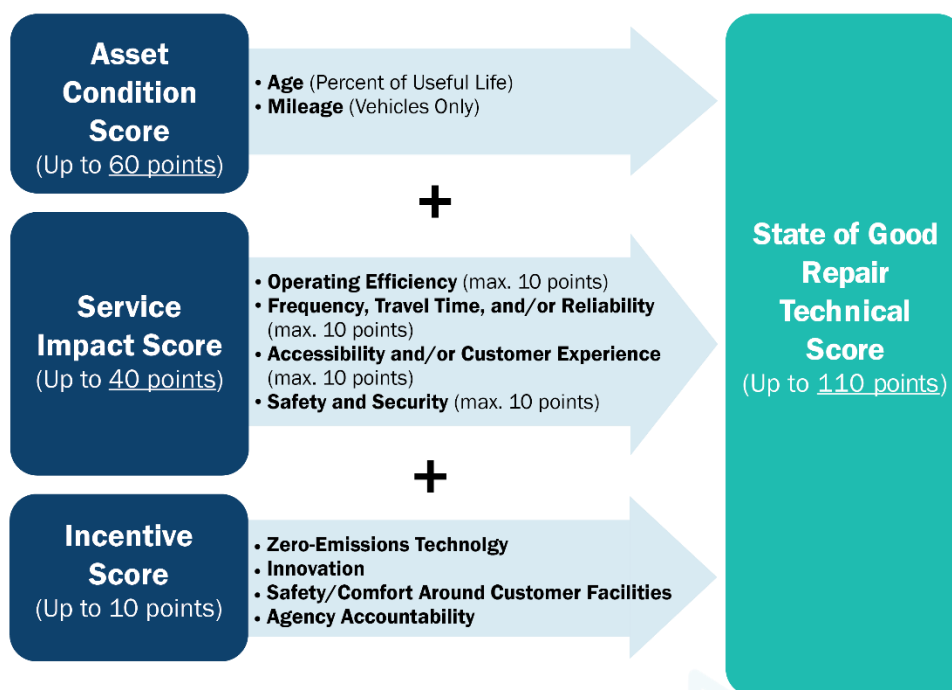 Asset
Condition
Score
(Up to 60 points)
• Age (Percent of Useful Life)
• Mileage (Vehicles Only)
+
Service
Impact Score
(Up to 40 points)
• Operating Efficiency (max. 10 points)
• Frequency, Travel Time, and/or Reliability
(max. 10 points)
• Accessibility and/or Customer Experience
(max. 10 points)
• Safety and Security (max. 10 points)
+
Incentive
Score
(Up to 10 points)
• Zero-Emissions Technolgy
• Innovation
• Safety/Comfort Around Customer Facilities
• Agency Accountability
State of Good
Repair
Technical
Score
(Up to 110 points)